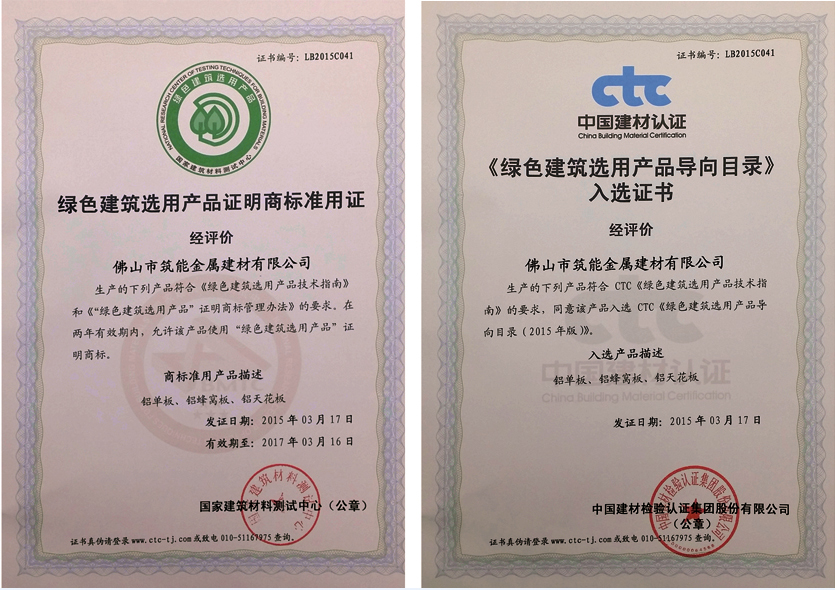 证书编号: LB2015C041
NATIONAL RESEARCH CENTER OF TESTING TECHNIQUES FOR BUILDING MATERIALS
绿色建筑选用产品
国家建筑材料测试中心
绿色建筑选用产品证明商标准用证
经评价
佛山市筑能金属建材有限公司
生产的下列产品符合《绿色建筑选用产品技术指南》
和《“绿色建筑选用产品”证明商标管理办法》的要求。在
两年有效期内，允许该产品使用“绿色建筑选用产品”证
明商标。
商标准用产品描述
铝单板、铝蜂窝板、铝天花板
发证日期: 2015 年 03 月 17 日
有效期至: 2017 年 03 月 16 日
国家建筑材料测试中心（公章）
证书真伪请登录 www.ctc-tj.com 或致电 010-51167975 查询。
证书编号: LB2015C041
ctc
中国建材认证
China Building Material Certification
《绿色建筑选用产品导向目录》
入选证书
经评价
佛山市筑能金属建材有限公司
生产的下列产品符合 CTC《绿色建筑选用产品技术指
南》的要求，同意该产品入选 CTC《绿色建筑选用产品导
向目录（2015 年版）》。
入选产品描述
铝单板、铝蜂窝板、铝天花板
中国建材认证
China Building Material Certification
发证日期: 2015 年 03 月 17 日
中国建材检验认证集团股份有限公司
（公章）
证书真伪请登录 www.ctc-tj.com 或致电 010-51167975 查询。